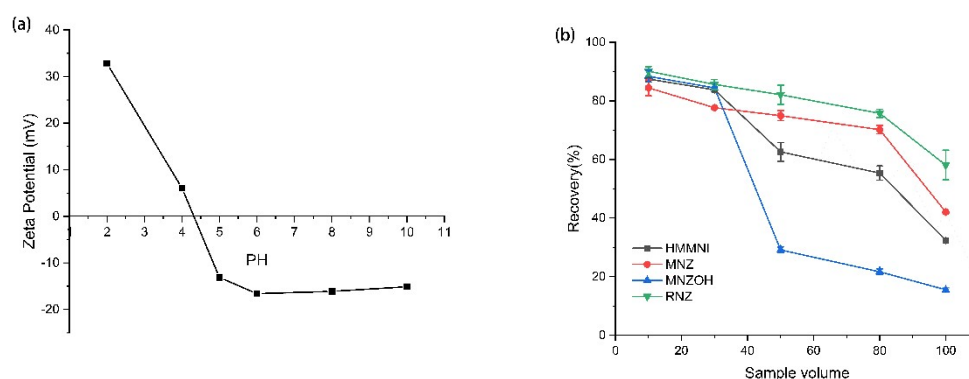 (a)
40
30
20
10
0
-10
-20
Zeta Potential (mV)
1 2 3 4 5 6 7 8 9 10 11
PH
(b)
100
80
60
40
20
0
Recovery(%)
HMMNI
MNZ
MNZOH
RNZ
0 20 40 60 80 100
Sample volume